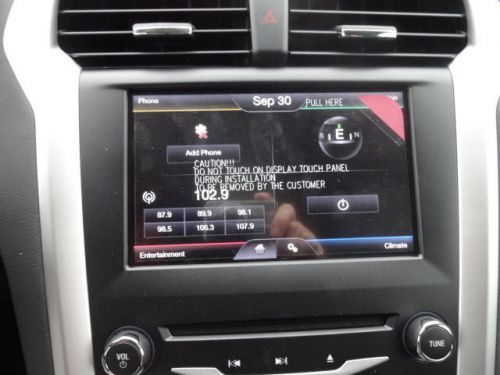 Phone
Sep 30
PULL HERE
Add Phone
S E N
CAUTION!!!
DO NOT TOUCH ON DISPLAY TOUCH PANEL
DURING INSTALLATION
TO BE REMOVED BY THE CUSTOMER
102.9
87.9 89.9 98.1
98.5 106.3 107.9
Entertainment
Climate
VOL
TUNE